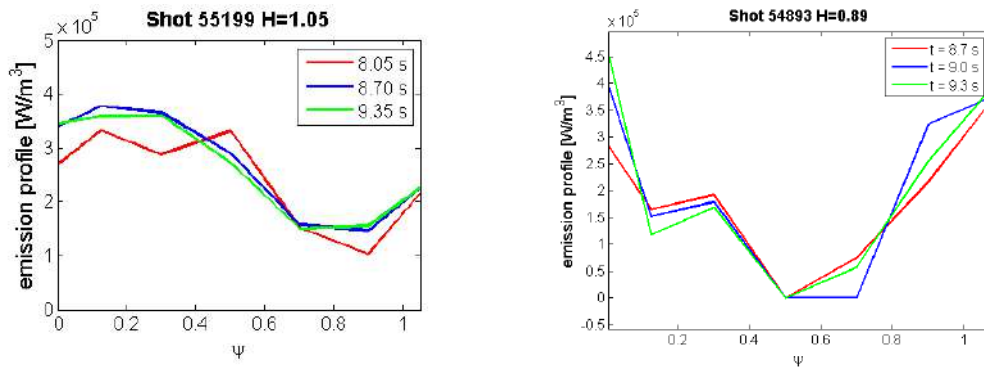 Shot 55199 H=1.05
× 10⁵
5
4
3
2
1
0
emission profile [W/m³]
8.05 s
8.70 s
9.35 s
0
0.2
0.4
0.6
0.8
1
Ψ
Shot 54893 H=0.89
× 10⁵
4.5
4
3.5
3
2.5
2
1.5
1
0.5
0
-0.5
emission profile [W/m³]
t = 8.7 s
t = 9.0 s
t = 9.3 s
0.2
0.4
0.6
0.8
1
Ψ